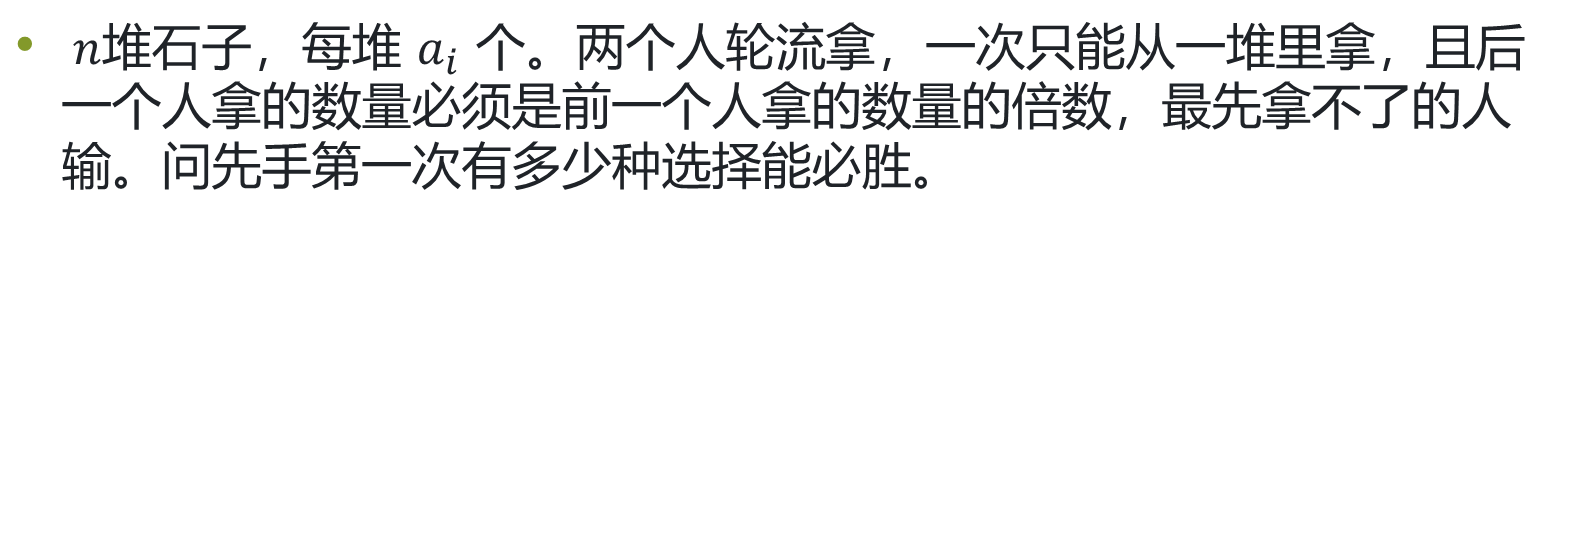 • n堆石子，每堆 aᵢ 个。两个人轮流拿，一次只能从一堆里拿，且后
一个人拿的数量必须是前一个人拿的数量的倍数，最先拿不了的人
输。问先手第一次有多少种选择能必胜。